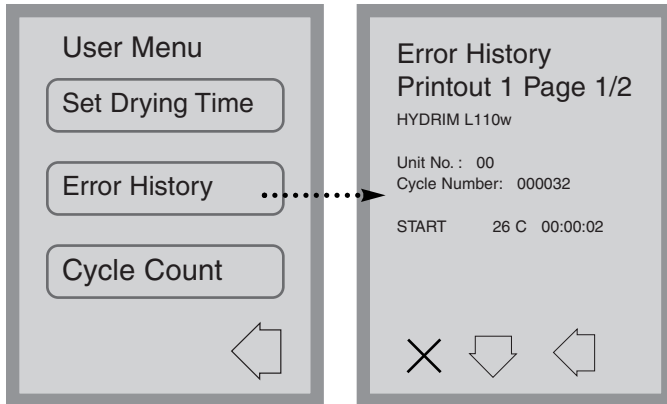 User Menu
Set Drying Time
Error History
Cycle Count
Error History
Printout 1 Page 1/2
HYDRIM L110w
Unit No. : 00
Cycle Number: 000032
START 26 C 00:00:02